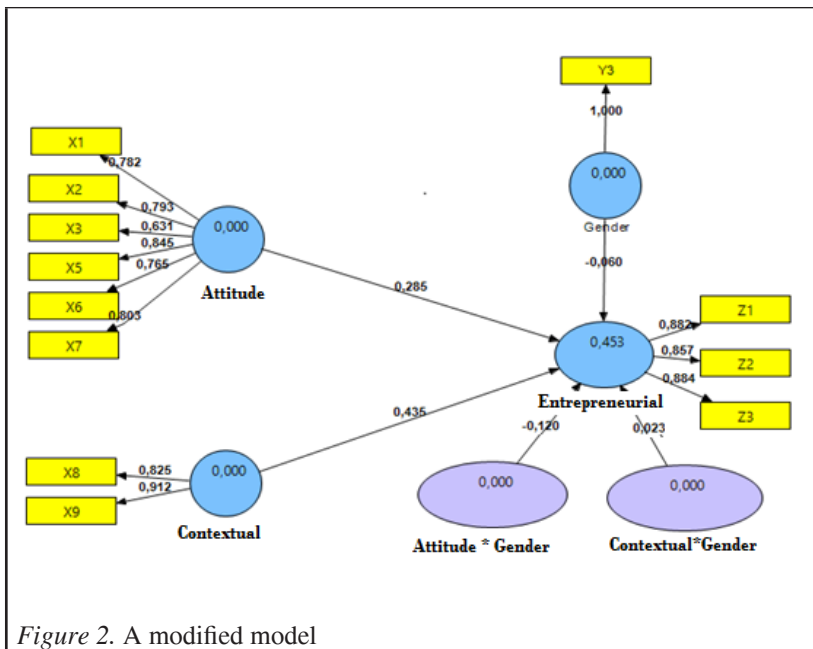 Y3
1,000
0,000
Gender
-0,060
X1
0,782
X2
0,793
X3
0,631
X5
0,845
X6
0,765
X7
0,803
0,000
Attitude
0,285
0,453
Entrepreneurial
0,882
Z1
0,857
Z2
0,884
Z3
0,435
X8
0,825
X9
0,912
0,000
Contextual
-0,120
0,000
Attitude * Gender
0,023
0,000
Contextual*Gender
Figure 2. A modified model